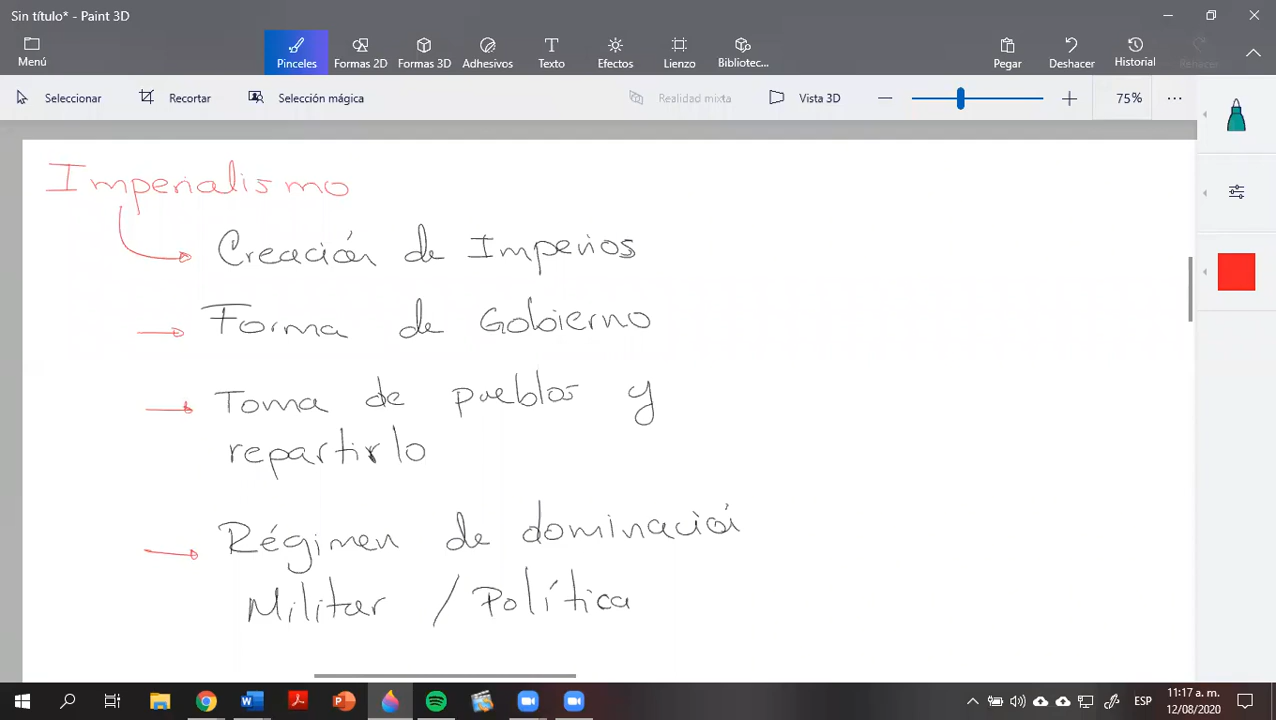 Sin título* - Paint 3D
Menú
Pinceles
Formas 2D
Formas 3D
Adhesivos
Texto
Efectos
Lienzo
Bibliotec...
Pegar
Deshacer
Historial
Rehacer
Seleccionar
Recortar
Selección mágica
Realidad mixta
Vista 3D
75%
Imperialismo
Creación de Imperios
Forma de Gobierno
Toma de pueblos y
repartirlo
Régimen de dominación
Militar / Política
ESP
11:17 a. m.
12/08/2020